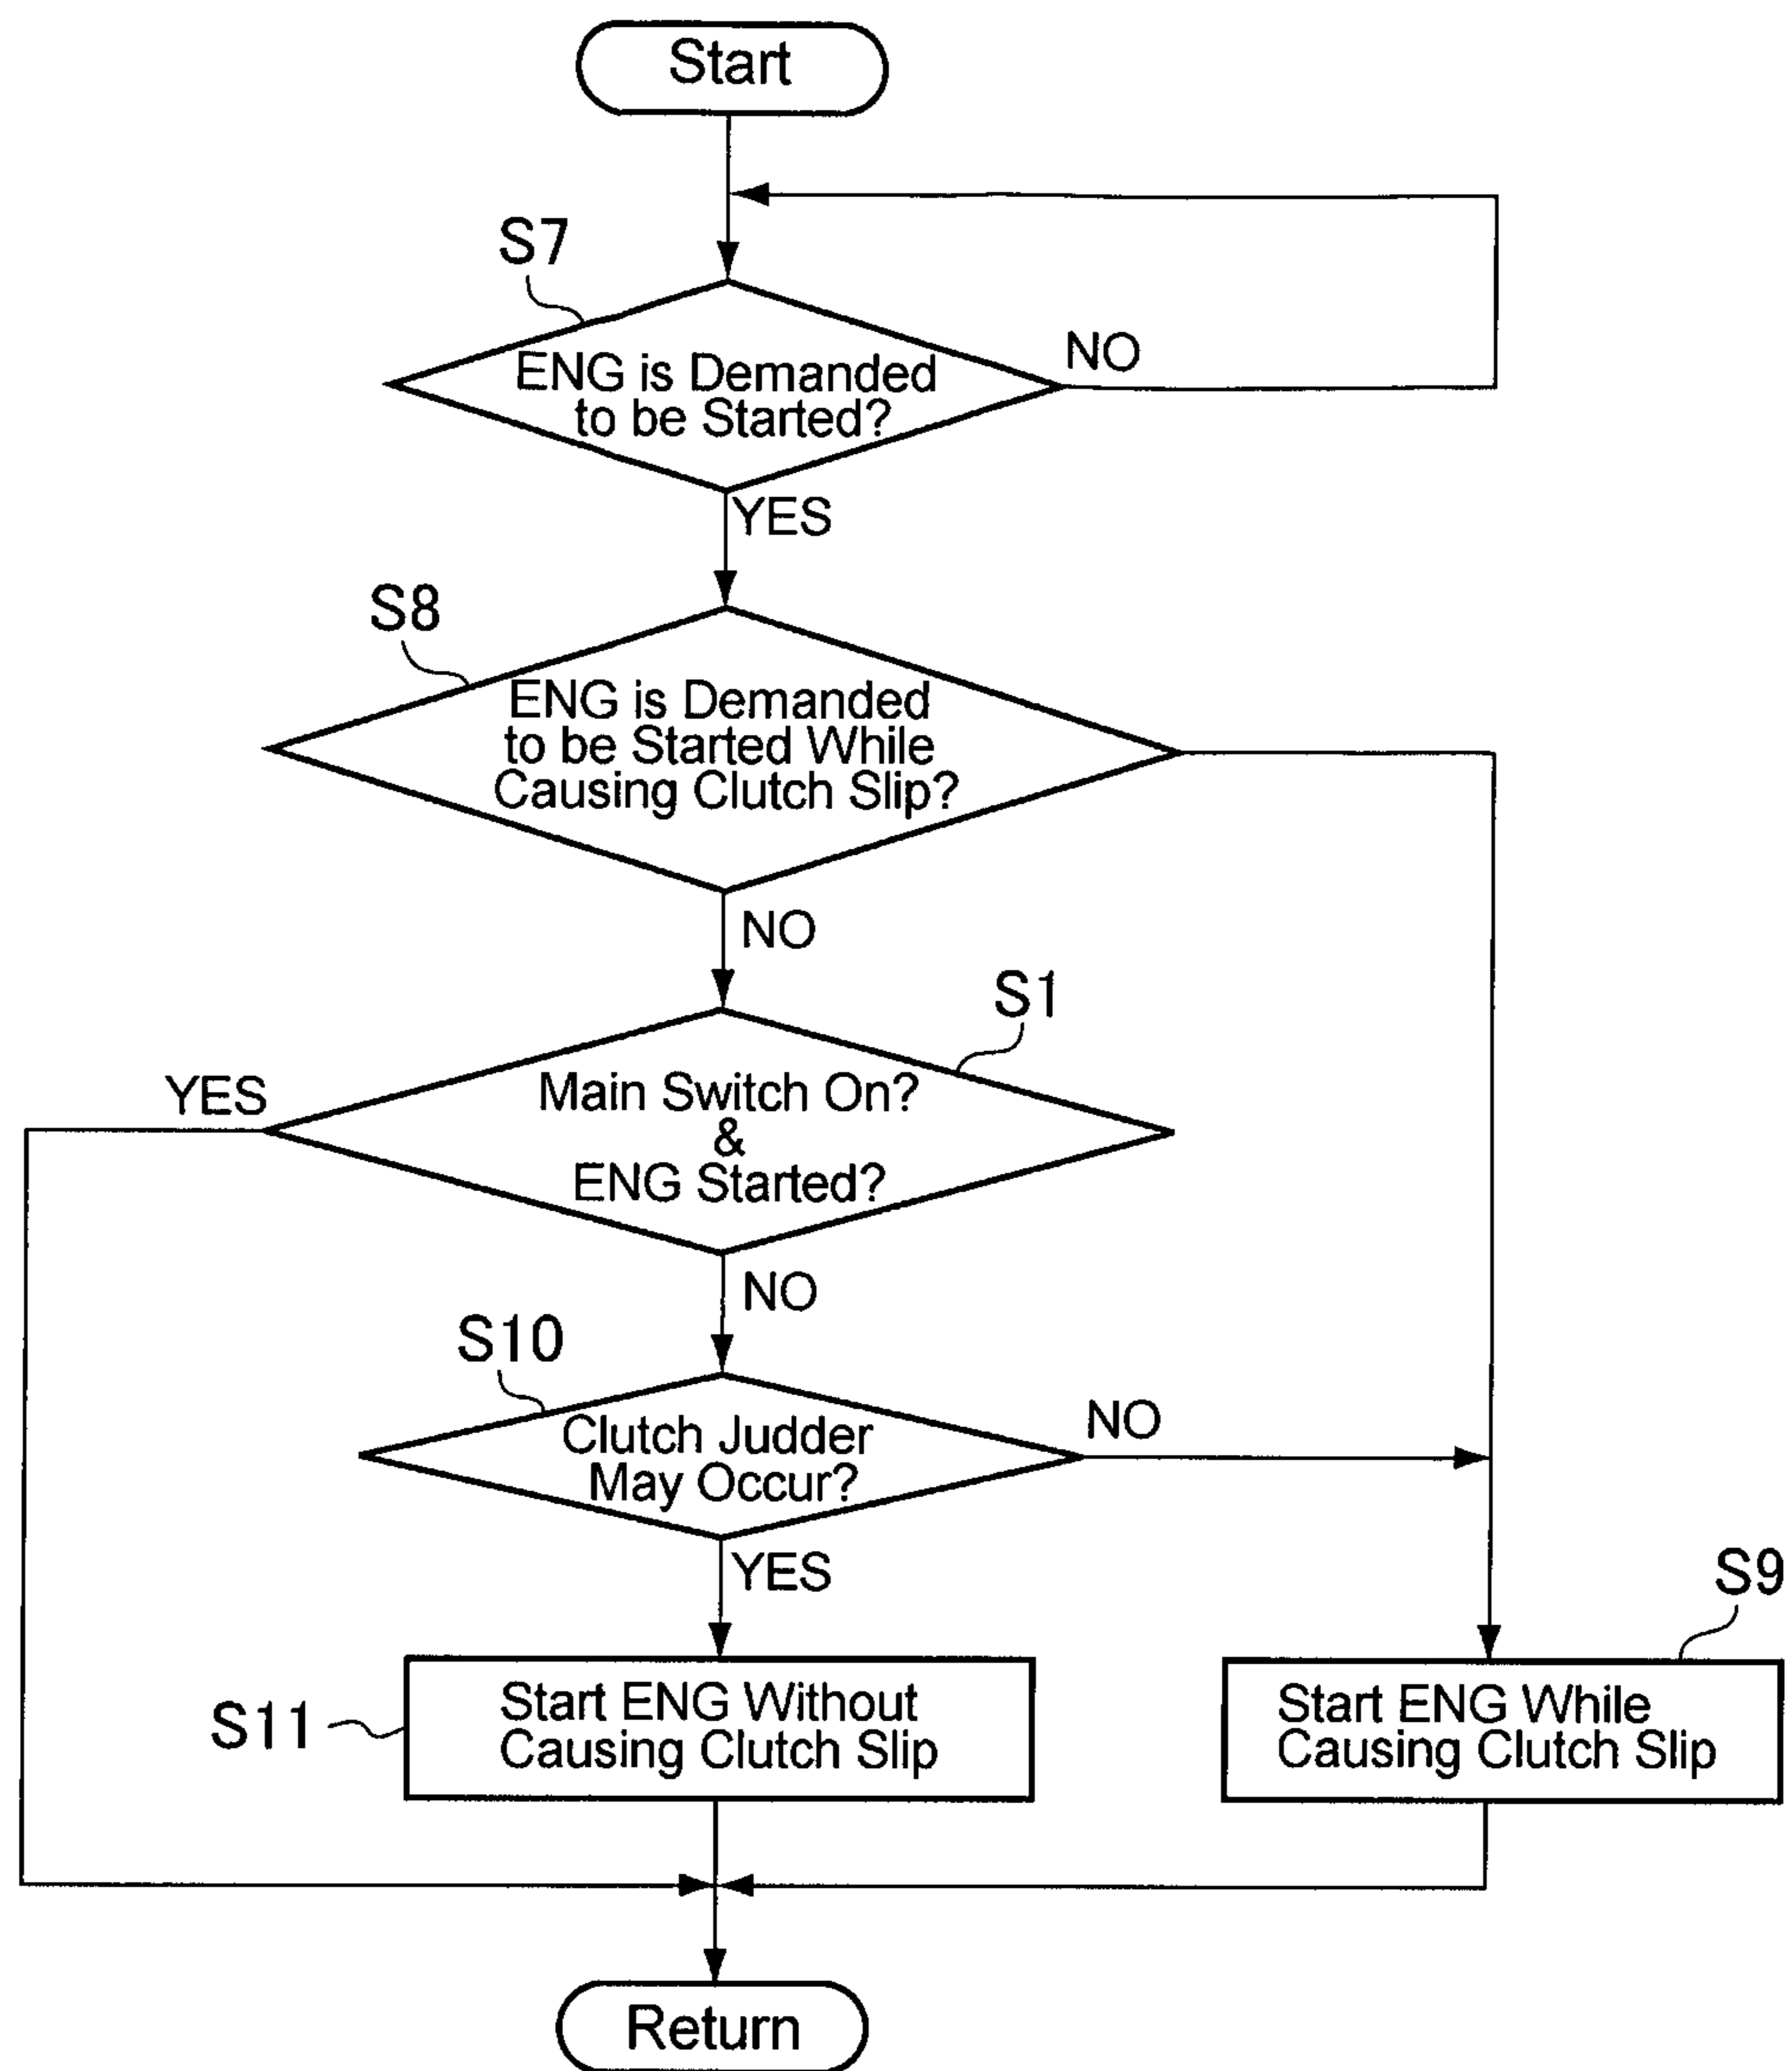 Start
S7
ENG is Demanded
to be Started?
NO
YES
S8
ENG is Demanded
to be Started While
Causing Clutch Slip?
NO
S1
YES
Main Switch On?
&
ENG Started?
NO
S10
Clutch Judder
May Occur?
NO
YES
S9
S11
Start ENG Without
Causing Clutch Slip
Start ENG While
Causing Clutch Slip
Return